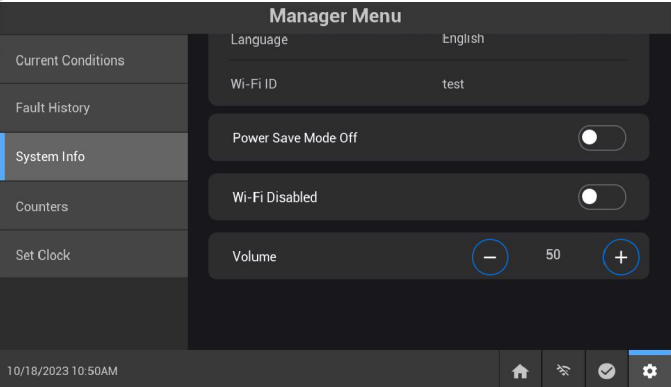 Manager Menu
Current Conditions
Fault History
System Info
Counters
Set Clock
Language English
Wi-Fi ID test
Power Save Mode Off
Wi-Fi Disabled
Volume 50
10/18/2023 10:50AM